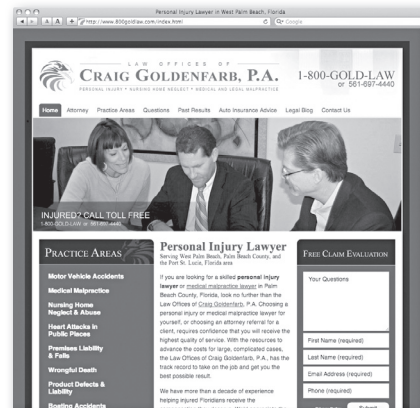 Personal Injury Lawyer in West Palm Beach, Florida
A A + http://www.800goldlaw.com/index.html Google
LAW OFFICES OF
CRAIG GOLDENFARB, P.A.
PERSONAL INJURY • NURSING HOME NEGLECT • MEDICAL AND LEGAL MALPRACTICE
1-800-GOLD-LAW
or 561-697-4440
Home Attorney Practice Areas Questions Past Results Auto Insurance Advice Legal Blog Contact Us
INJURED? CALL TOLL FREE
1-800-GOLD-LAW or 561-697-4440
PRACTICE AREAS
Motor Vehicle Accidents
Medical Malpractice
Nursing Home
Neglect & Abuse
Heart Attacks in
Public Places
Premises Liability
& Falls
Wrongful Death
Product Defects &
Liability
Boating Accidents
Personal Injury Lawyer
Serving West Palm Beach, Palm Beach County, and
the Port St. Lucie, Florida area
If you are looking for a skilled personal injury
lawyer or medical malpractice lawyer in Palm
Beach County, Florida, look no further than the
Law Offices of Craig Goldenfarb, P.A. Choosing a
personal injury or medical malpractice lawyer for
yourself, or choosing an attorney referral for a
client, requires confidence that you will receive the
highest quality of service. With the resources to
advance the costs for large, complicated cases,
the Law Offices of Craig Goldenfarb, P.A., has the
track record to take on the job and get you the
best possible result.
We have more than a decade of experience
helping injured Floridians receive the
FREE CLAIM EVALUATION
Your Questions
First Name (required)
Last Name (required)
Email Address (required)
Phone (required)
Submit